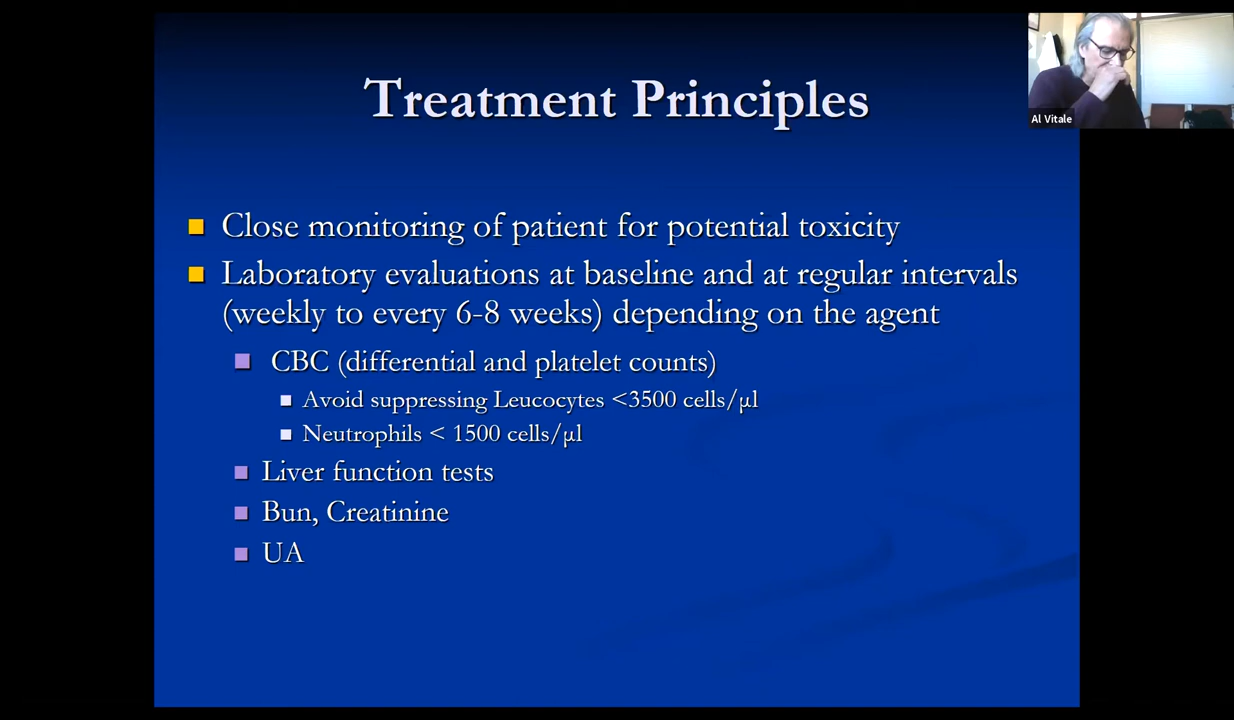 Treatment Principles
Al Vitale
Close monitoring of patient for potential toxicity
Laboratory evaluations at baseline and at regular intervals
(weekly to every 6-8 weeks) depending on the agent
CBC (differential and platelet counts)
Avoid suppressing Leucocytes <3500 cells/µl
Neutrophils < 1500 cells/µl
Liver function tests
Bun, Creatinine
UA